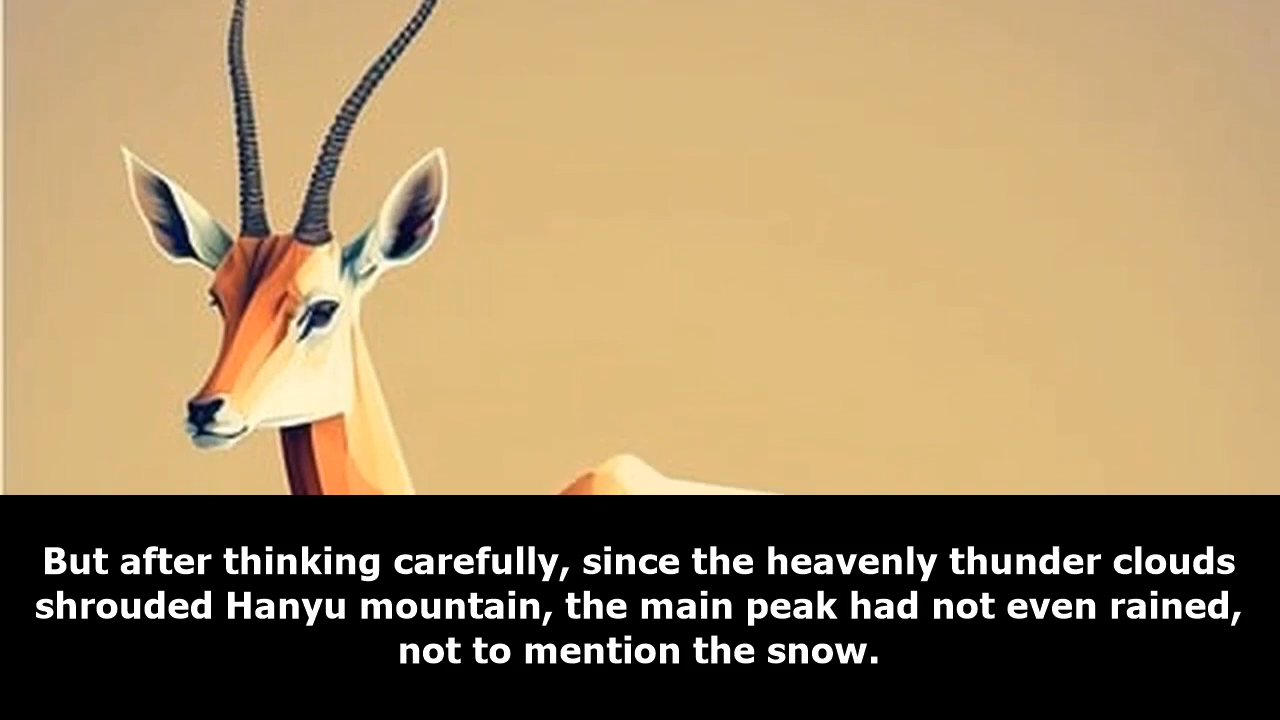 But after thinking carefully, since the heavenly thunder clouds
shrouded Hanyu mountain, the main peak had not even rained,
not to mention the snow.